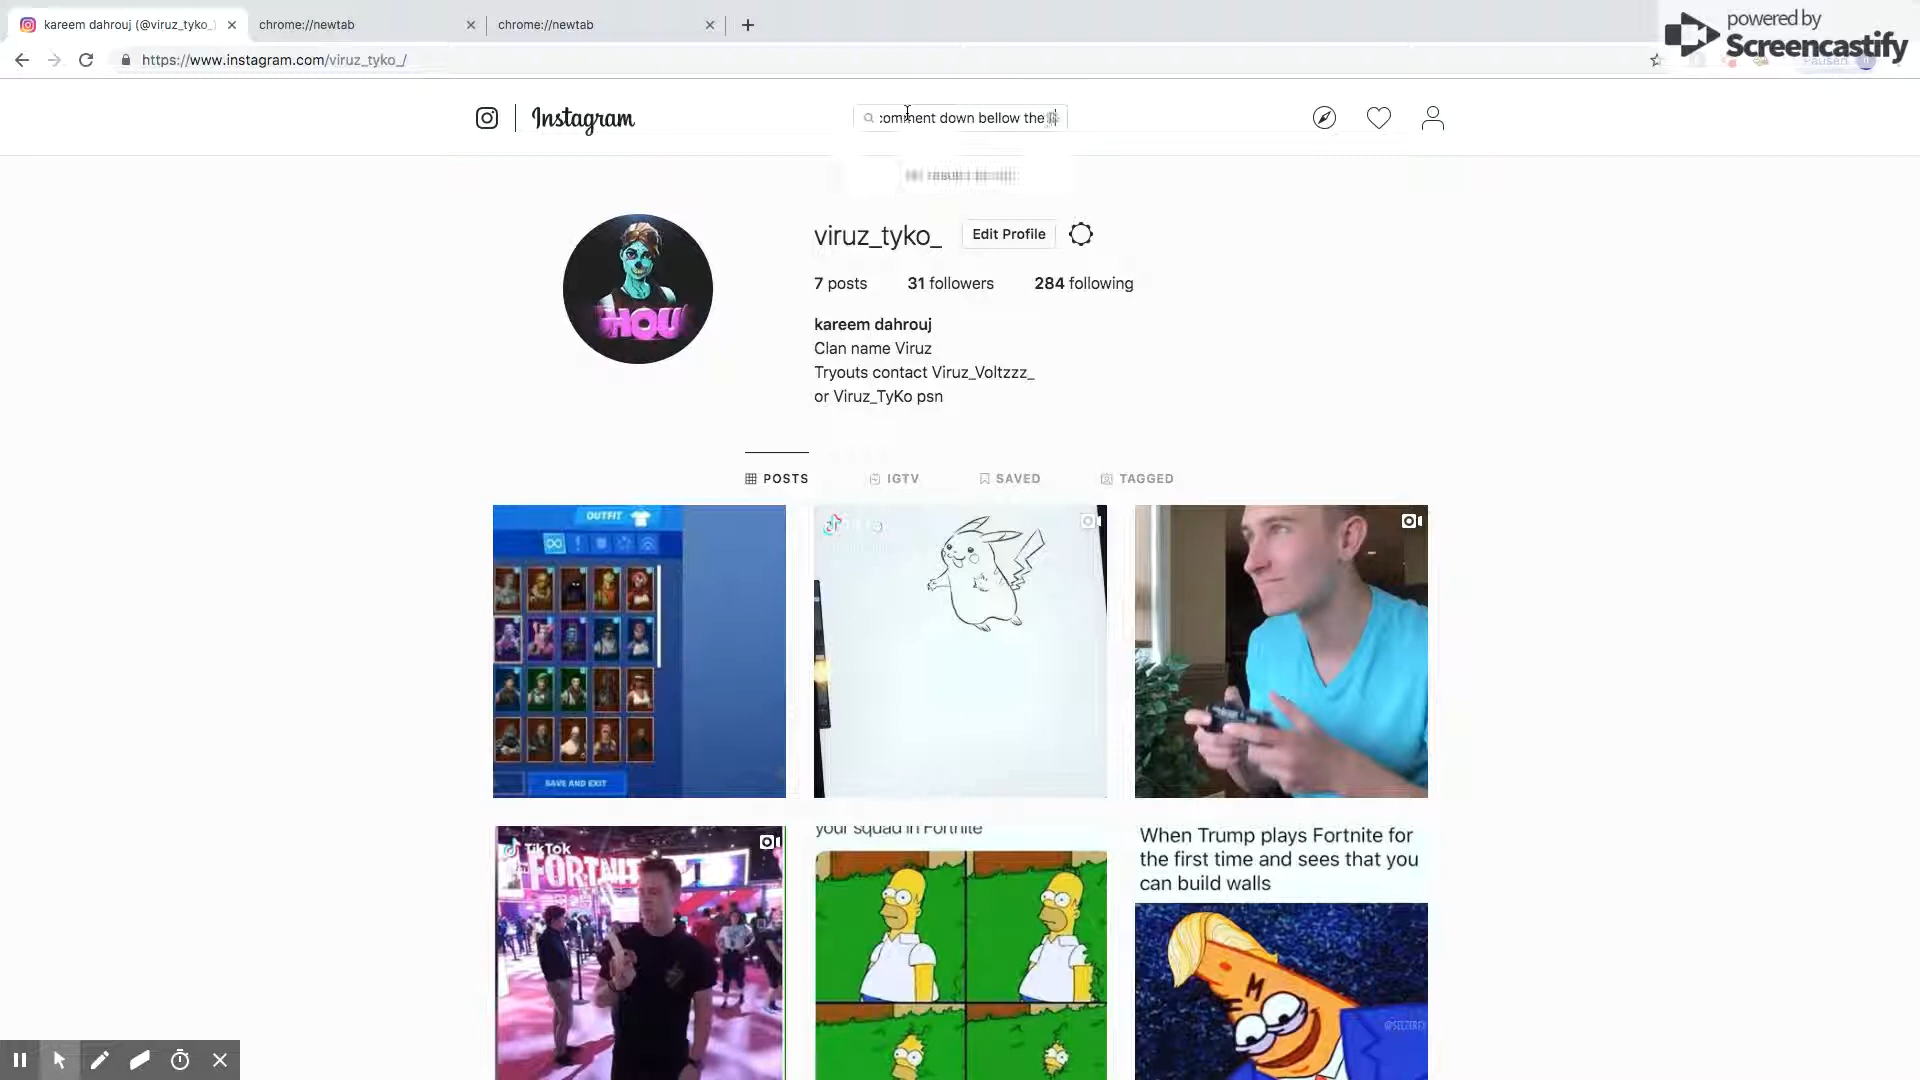 kareem dahrouj (@viruz_tyko_)
chrome://newtab
chrome://newtab
powered by
Screencastify
https://www.instagram.com/viruz_tyko_/
Instagram
comment down bellow the
viruz_tyko_
Edit Profile
7 posts
31 followers
284 following
kareem dahrouj
Clan name Viruz
Tryouts contact Viruz_Voltzzz_
or Viruz_TyKo psn
POSTS
IGTV
SAVED
TAGGED
OUTFIT
SAVE AND EXIT
HOU
TikTok
FORTNITE
your squad in Fortnite
When Trump plays Fortnite for
the first time and sees that you
can build walls